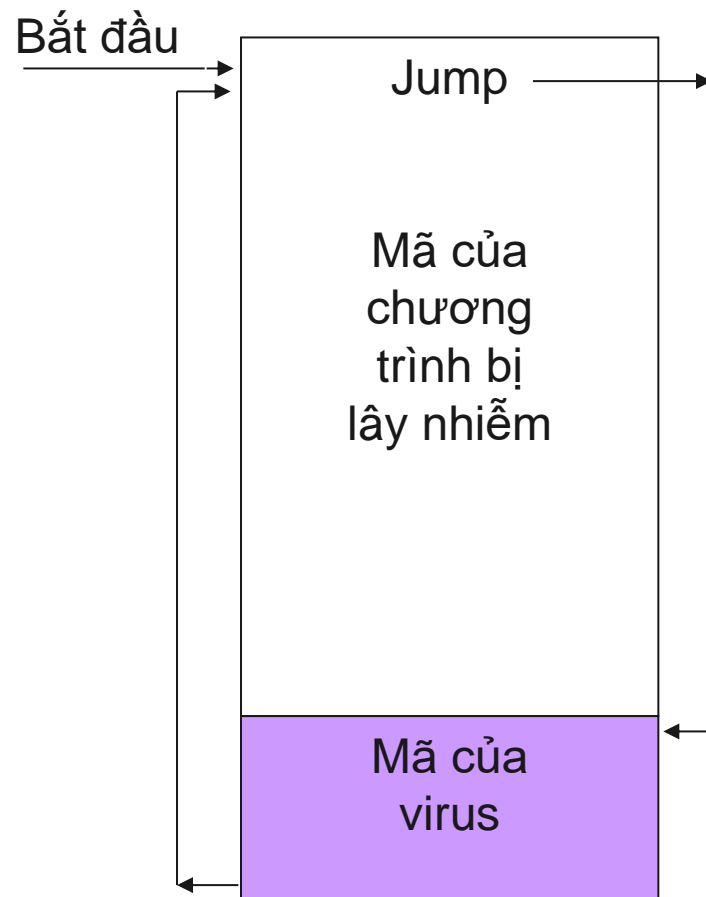 Bắt đầu
Jump
Mã của
chương
trình bị
lây nhiễm
Mã của
virus